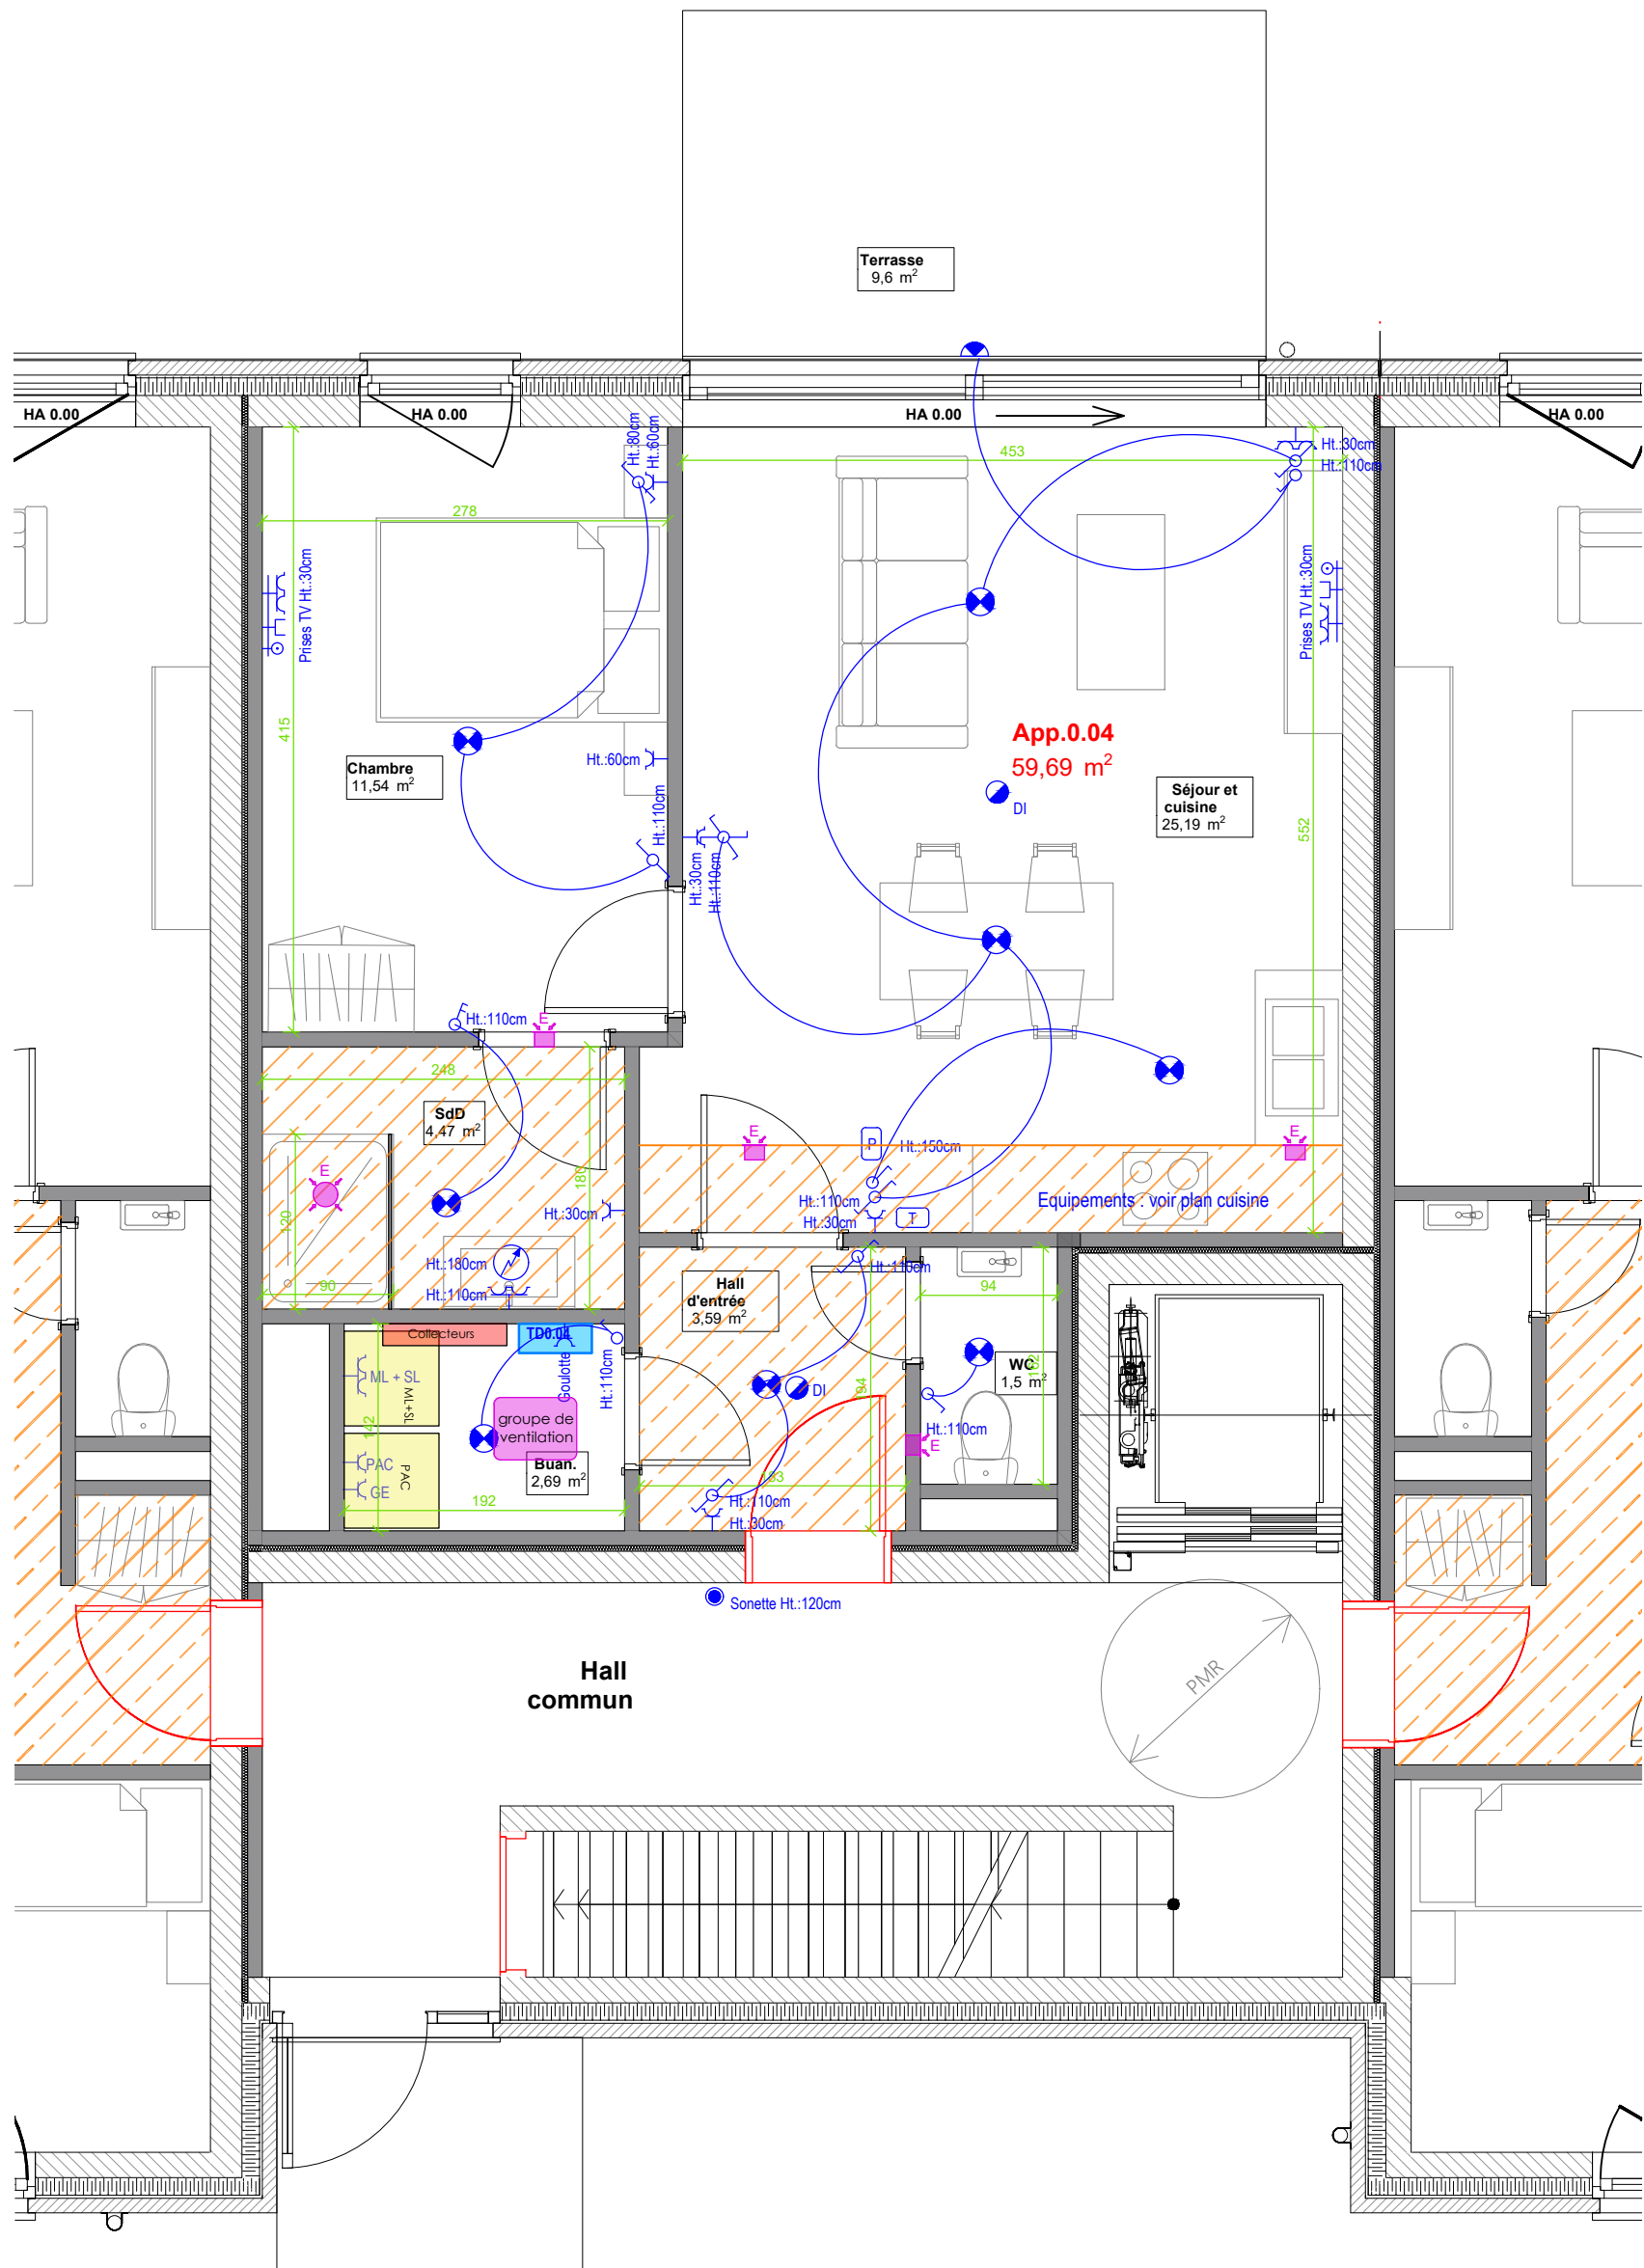 Terrasse
9,6 m²
HA 0.00
HA 0.00
HA 0.00
HA 0.00
Ht.:80cm
Ht.:60cm
453
Ht.:30cm
Ht.:110cm
278
Prises TV Ht.:30cm
Prises TV Ht.:30cm
415
App.0.04
59,69 m²
Ht.:60cm
Chambre
11,54 m²
DI
Séjour et
cuisine
25,19 m²
552
Ht.:110cm
Ht.:30cm
Ht.:110cm
Ht.:110cm
E
248
SdD
4,47 m²
E
P
Ht.:150cm
E
E
180
120
Ht.:110cm
Equipements : voir plan cuisine
Ht.:30cm
Ht.:30cm
T
Ht.:180cm
Ht.:110cm
90
Ht.:110cm
Hall
d'entrée
3,59 m²
94
Collecteurs
TD0.04
Goulotte
Ht.:110cm
ML + SL
ML+SL
WC
1,5 m²
162
DI
194
142
groupe de
ventilation
Ht.:110cm
E
Buan.
2,69 m²
PAC
PAC
GE
192
183
Ht.:110cm
Ht.:30cm
Sonette Ht.:120cm
Hall
commun
PMR